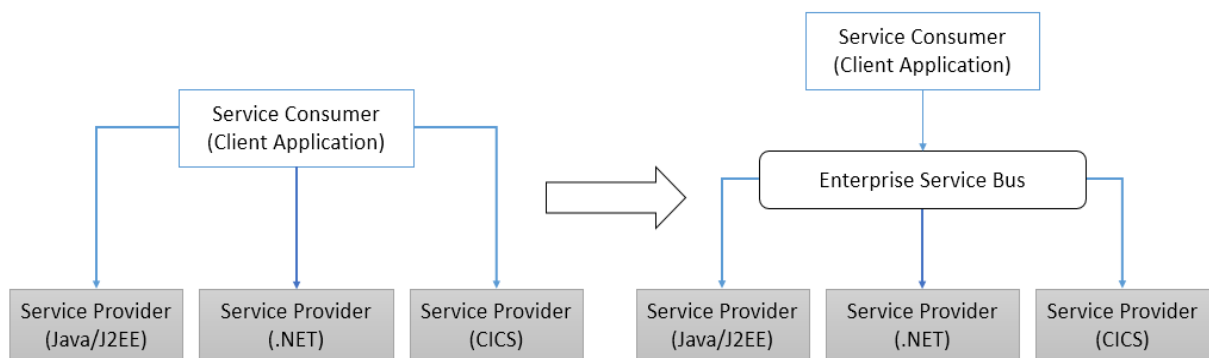 Service Consumer
(Client Application)
Service Provider
(Java/J2EE)
Service Provider
(.NET)
Service Provider
(CICS)
Service Consumer
(Client Application)
Enterprise Service Bus
Service Provider
(Java/J2EE)
Service Provider
(.NET)
Service Provider
(CICS)